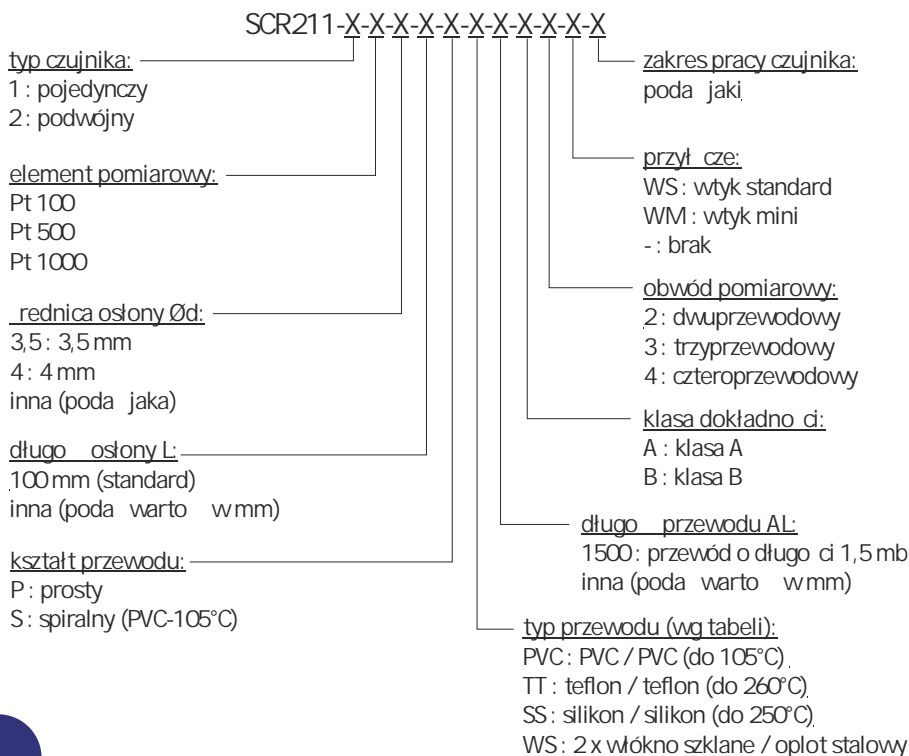 SCR211-X-X-X-X-X-X-X-X-X-X-X
typ czujnika:
1 : pojedynczy
2 : podwójny
element pomiarowy:
Pt 100
Pt 500
Pt 1000
rednica osłony Ød:
3,5 : 3,5 mm
4 : 4 mm
inna (poda jaka)
długo osłony L:
100 mm (standard)
inna (poda warto w mm)
kształt przewodu:
P : prosty
S : spiralny (PVC-105°C)
zakres pracy czujnika:
poda jaki
przył cze:
WS : wtyk standard
WM : wtyk mini
- : brak
obwód pomiarowy:
2 : dwuprzewodowy
3 : trzyprzewodowy
4 : czteroprzewodowy
klasa dokładno ci:
A : klasa A
B : klasa B
długo przewodu AL:
1500 : przewód o długo ci 1,5 mb
inna (poda warto w mm)
typ przewodu (wg tabeli):
PVC : PVC / PVC (do 105°C)
TT : teflon / teflon (do 260°C)
SS : silikon / silikon (do 250°C)
WS : 2 x włókno szklane / oplot stalowy